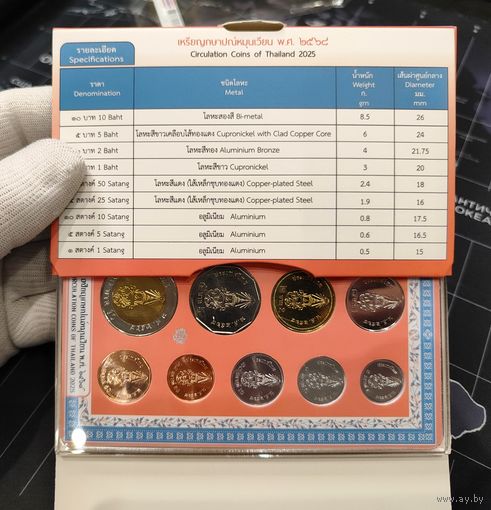 เหรียญกษาปณ์หมุนเวียน พ.ศ. ๒๕๖๘
Circulation Coins of Thailand 2025
รายละเอียด
Specifications
ราคา
Denomination
ชนิดโลหะ
Metal
น้ำหนัก
Weight
ก.
gm
เส้นผ่าศูนย์กลาง
Diameter
มม.
mm
๑๐ บาท 10 Baht โลหะสองสี Bi-metal 8.5 26
๕ บาท 5 Baht โลหะสีขาวเคลือบไส้ทองแดง Cupronickel with Clad Copper Core 6 24
บาท 2 Baht โลหะสีทอง Aluminium Bronze 4 21.75
บาท 1 Baht โลหะสีขาว Cupronickel 3 20
สตางค์ 50 Satang โลหะสีแดง (ไส้เหล็กชุบทองแดง) Copper-plated Steel 2.4 18
สตางค์ 25 Satang โลหะสีแดง (ไส้เหล็กชุบทองแดง) Copper-plated Steel 1.9 16
๑๐ สตางค์ 10 Satang อลูมิเนียม Aluminium 0.8 17.5
๕ สตางค์ 5 Satang อลูมิเนียม Aluminium 0.6 16.5
๑ สตางค์ 1 Satang อลูมิเนียม Aluminium 0.5 15
CIRCULATION COINS OF THAILAND 2025
www.ay.by